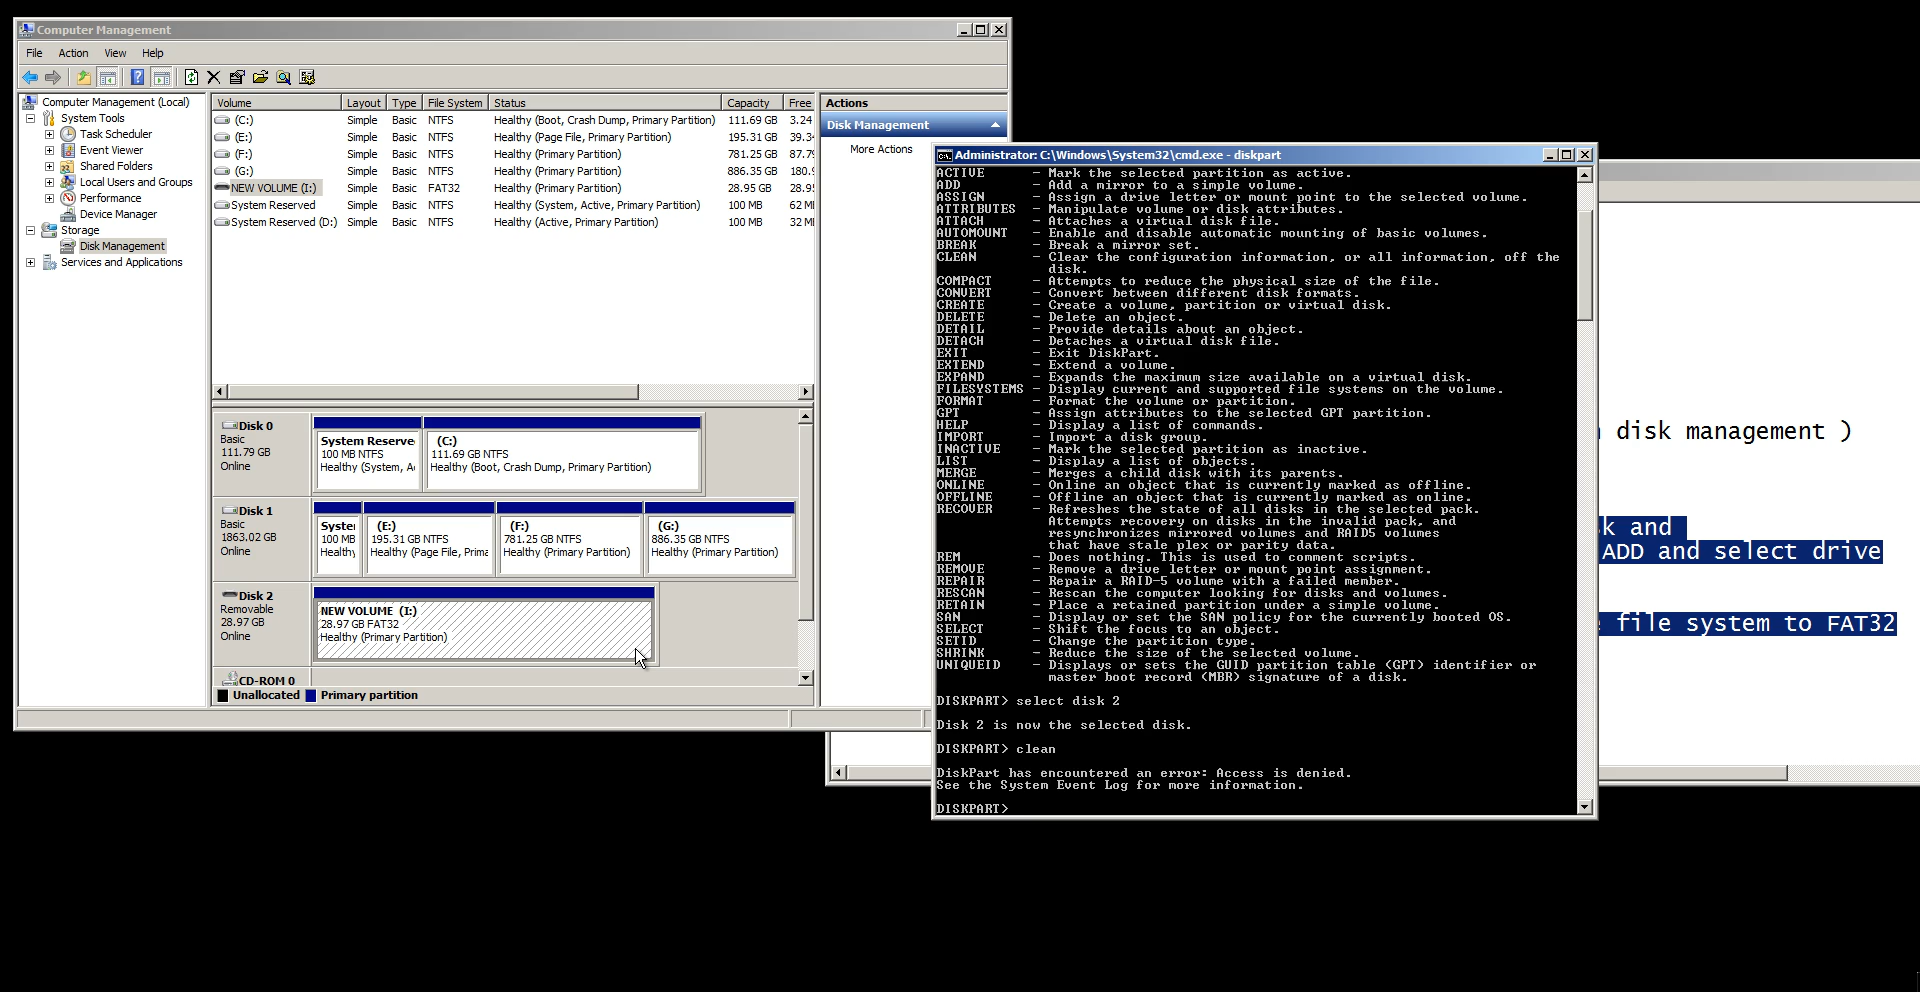 Computer Management
File Action View Help
Computer Management (Local)
System Tools
Task Scheduler
Event Viewer
Shared Folders
Local Users and Groups
Performance
Device Manager
Storage
Disk Management
Services and Applications
Volume Layout Type File System Status Capacity Free
(C:) Simple Basic NTFS Healthy (Boot, Crash Dump, Primary Partition) 111.69 GB 3.24
(E:) Simple Basic NTFS Healthy (Page File, Primary Partition) 195.31 GB 39.3
(F:) Simple Basic NTFS Healthy (Primary Partition) 781.25 GB 87.7
(G:) Simple Basic NTFS Healthy (Primary Partition) 886.35 GB 180.
NEW VOLUME (I:) Simple Basic FAT32 Healthy (Primary Partition) 28.95 GB 28.9
System Reserved Simple Basic NTFS Healthy (System, Active, Primary Partition) 100 MB 62 M
System Reserved (D:) Simple Basic NTFS Healthy (Active, Primary Partition) 100 MB 32 M
Disk 0
Basic
111.79 GB
Online
System Reserve
100 MB NTFS
Healthy (System, A
(C:)
111.69 GB NTFS
Healthy (Boot, Crash Dump, Primary Partition)
Disk 1
Basic
1863.02 GB
Online
System
100 MB
Healthy
(E:)
195.31 GB NTFS
Healthy (Page File, Prima
(F:)
781.25 GB NTFS
Healthy (Primary Partition)
(G:)
886.35 GB NTFS
Healthy (Primary Partition)
Disk 2
Removable
28.97 GB
Online
NEW VOLUME (I:)
28.97 GB FAT32
Healthy (Primary Partition)
CD-ROM 0
Unallocated Primary partition
Actions
Disk Management
More Actions
Administrator: C:\Windows\System32\cmd.exe - diskpart
ACTIVE - Mark the selected partition as active.
ADD - Add a mirror to a simple volume.
ASSIGN - Assign a drive letter or mount point to the selected volume.
ATTRIBUTES - Manipulate volume or disk attributes.
ATTACH - Attaches a virtual disk file.
AUTOMOUNT - Enable and disable automatic mounting of basic volumes.
BREAK - Break a mirror set.
CLEAN - Clear the configuration information, or all information, off the
disk.
COMPACT - Attempts to reduce the physical size of the file.
CONVERT - Convert between different disk formats.
CREATE - Create a volume, partition or virtual disk.
DELETE - Delete an object.
DETAIL - Provide details about an object.
DETACH - Detaches a virtual disk file.
EXIT - Exit DiskPart.
EXTEND - Extend a volume.
EXPAND - Expands the maximum size available on a virtual disk.
FILESYSTEMS - Display current and supported file systems on the volume.
FORMAT - Format the volume or partition.
GPT - Assign attributes to the selected GPT partition.
HELP - Display a list of commands.
IMPORT - Import a disk group.
INACTIVE - Mark the selected partition as inactive.
LIST - Display a list of objects.
MERGE - Merges a child disk with its parents.
ONLINE - Online an object that is currently marked as offline.
OFFLINE - Offline an object that is currently marked as online.
RECOVER - Refreshes the state of all disks in the selected pack.
Attempts recovery on disks in the invalid pack, and
resynchronizes mirrored volumes and RAID5 volumes
that have stale plex or parity data.
REM - Does nothing. This is used to comment scripts.
REMOVE - Remove a drive letter or mount point assignment.
REPAIR - Repair a RAID-5 volume with a failed member.
RESCAN - Rescan the computer looking for disks and volumes.
RETAIN - Place a retained partition under a simple volume.
SAN - Display or set the SAN policy for the currently booted OS.
SELECT - Shift the focus to an object.
SETID - Change the partition type.
SHRINK - Reduce the size of the selected volume.
UNIQUEID - Displays or sets the GUID partition table (GPT) identifier or
master boot record (MBR) signature of a disk.
DISKPART> select disk 2
Disk 2 is now the selected disk.
DISKPART> clean
DiskPart has encountered an error: Access is denied.
See the System Event Log for more information.
DISKPART>
disk management )
k and
ADD and select drive
file system to FAT32